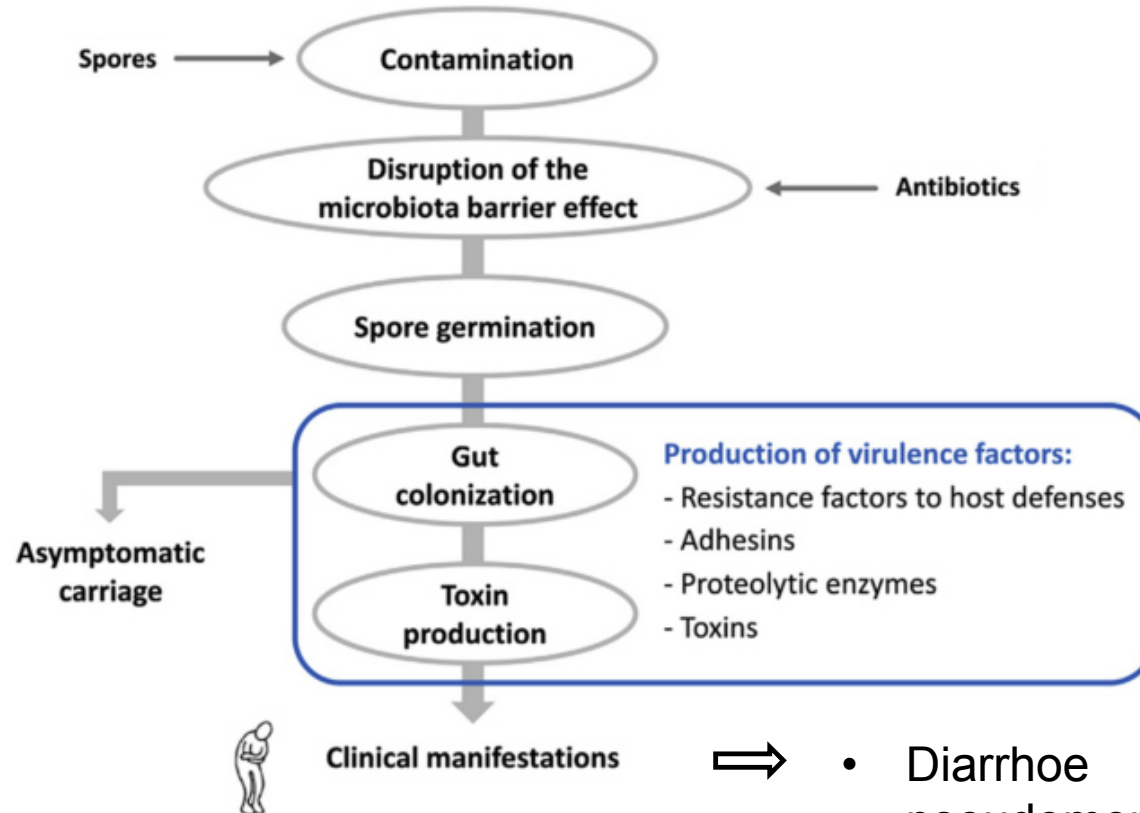 Spores
Contamination
Disruption of the
microbiota barrier effect
Antibiotics
Spore germination
Gut
colonization
Production of virulence factors:
- Resistance factors to host defenses
- Adhesins
- Proteolytic enzymes
- Toxins
Asymptomatic
carriage
Toxin
production
Clinical manifestations
• Diarrhoe